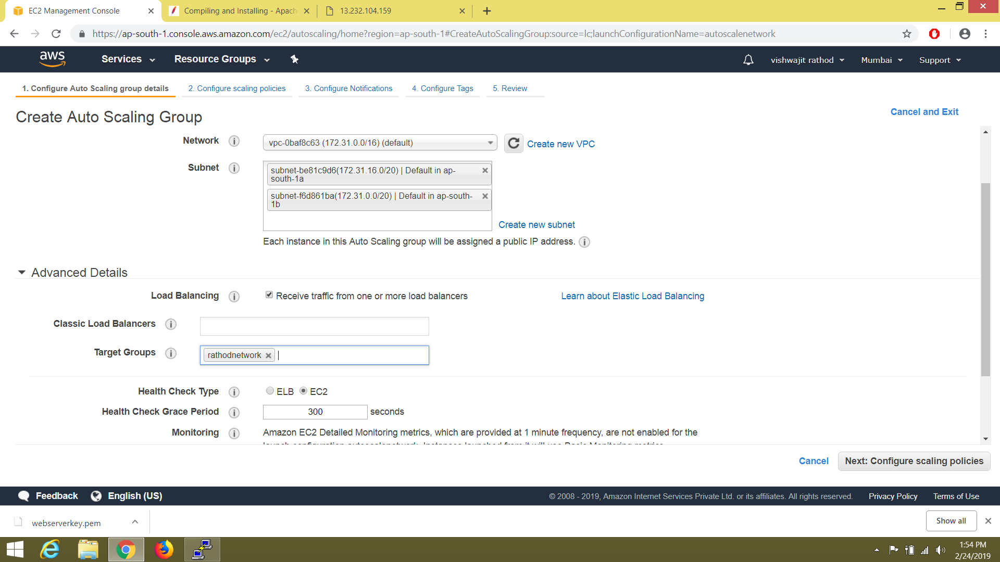 EC2 Management Console
Compiling and Installing - Apach
13.232.104.159
https://ap-south-1.console.aws.amazon.com/ec2/autoscaling/home?region=ap-south-1#CreateAutoScalingGroup:source=lc;launchConfigurationName=autoscalenetwork
aws Services Resource Groups vishwajit rathod Mumbai Support
1. Configure Auto Scaling group details 2. Configure scaling policies 3. Configure Notifications 4. Configure Tags 5. Review
Create Auto Scaling Group
Cancel and Exit
Network vpc-0baf8c63 (172.31.0.0/16) (default) Create new VPC
Subnet subnet-be81c9d6(172.31.16.0/20) | Default in ap-
south-1a
subnet-f6d861ba(172.31.0.0/20) | Default in ap-south-
1b
Create new subnet
Each instance in this Auto Scaling group will be assigned a public IP address.
Advanced Details
Load Balancing Receive traffic from one or more load balancers Learn about Elastic Load Balancing
Classic Load Balancers
Target Groups rathodnetwork
Health Check Type ELB EC2
Health Check Grace Period 300 seconds
Monitoring Amazon EC2 Detailed Monitoring metrics, which are provided at 1 minute frequency, are not enabled for the
Cancel Next: Configure scaling policies
Feedback English (US) © 2008 - 2019, Amazon Internet Services Private Ltd. or its affiliates. All rights reserved. Privacy Policy Terms of Use
webserverkey.pem Show all
1:54 PM
2/24/2019